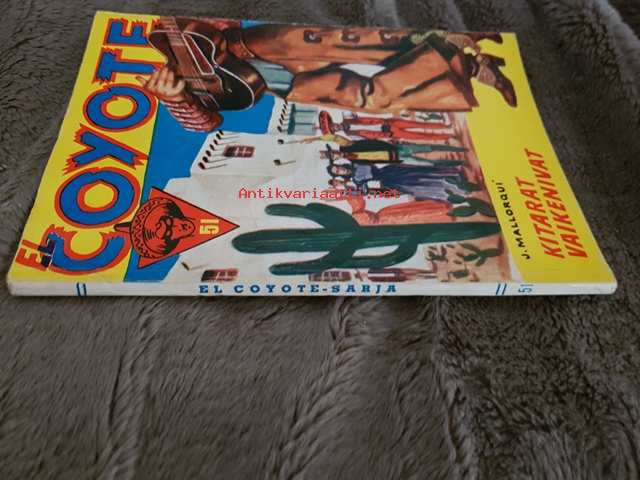 EL
COYOTE
51
J. MALLORQUI
KITARAT
VAIKENIVAT
EL COYOTE-SARJA
51
Antikvariaatti.net